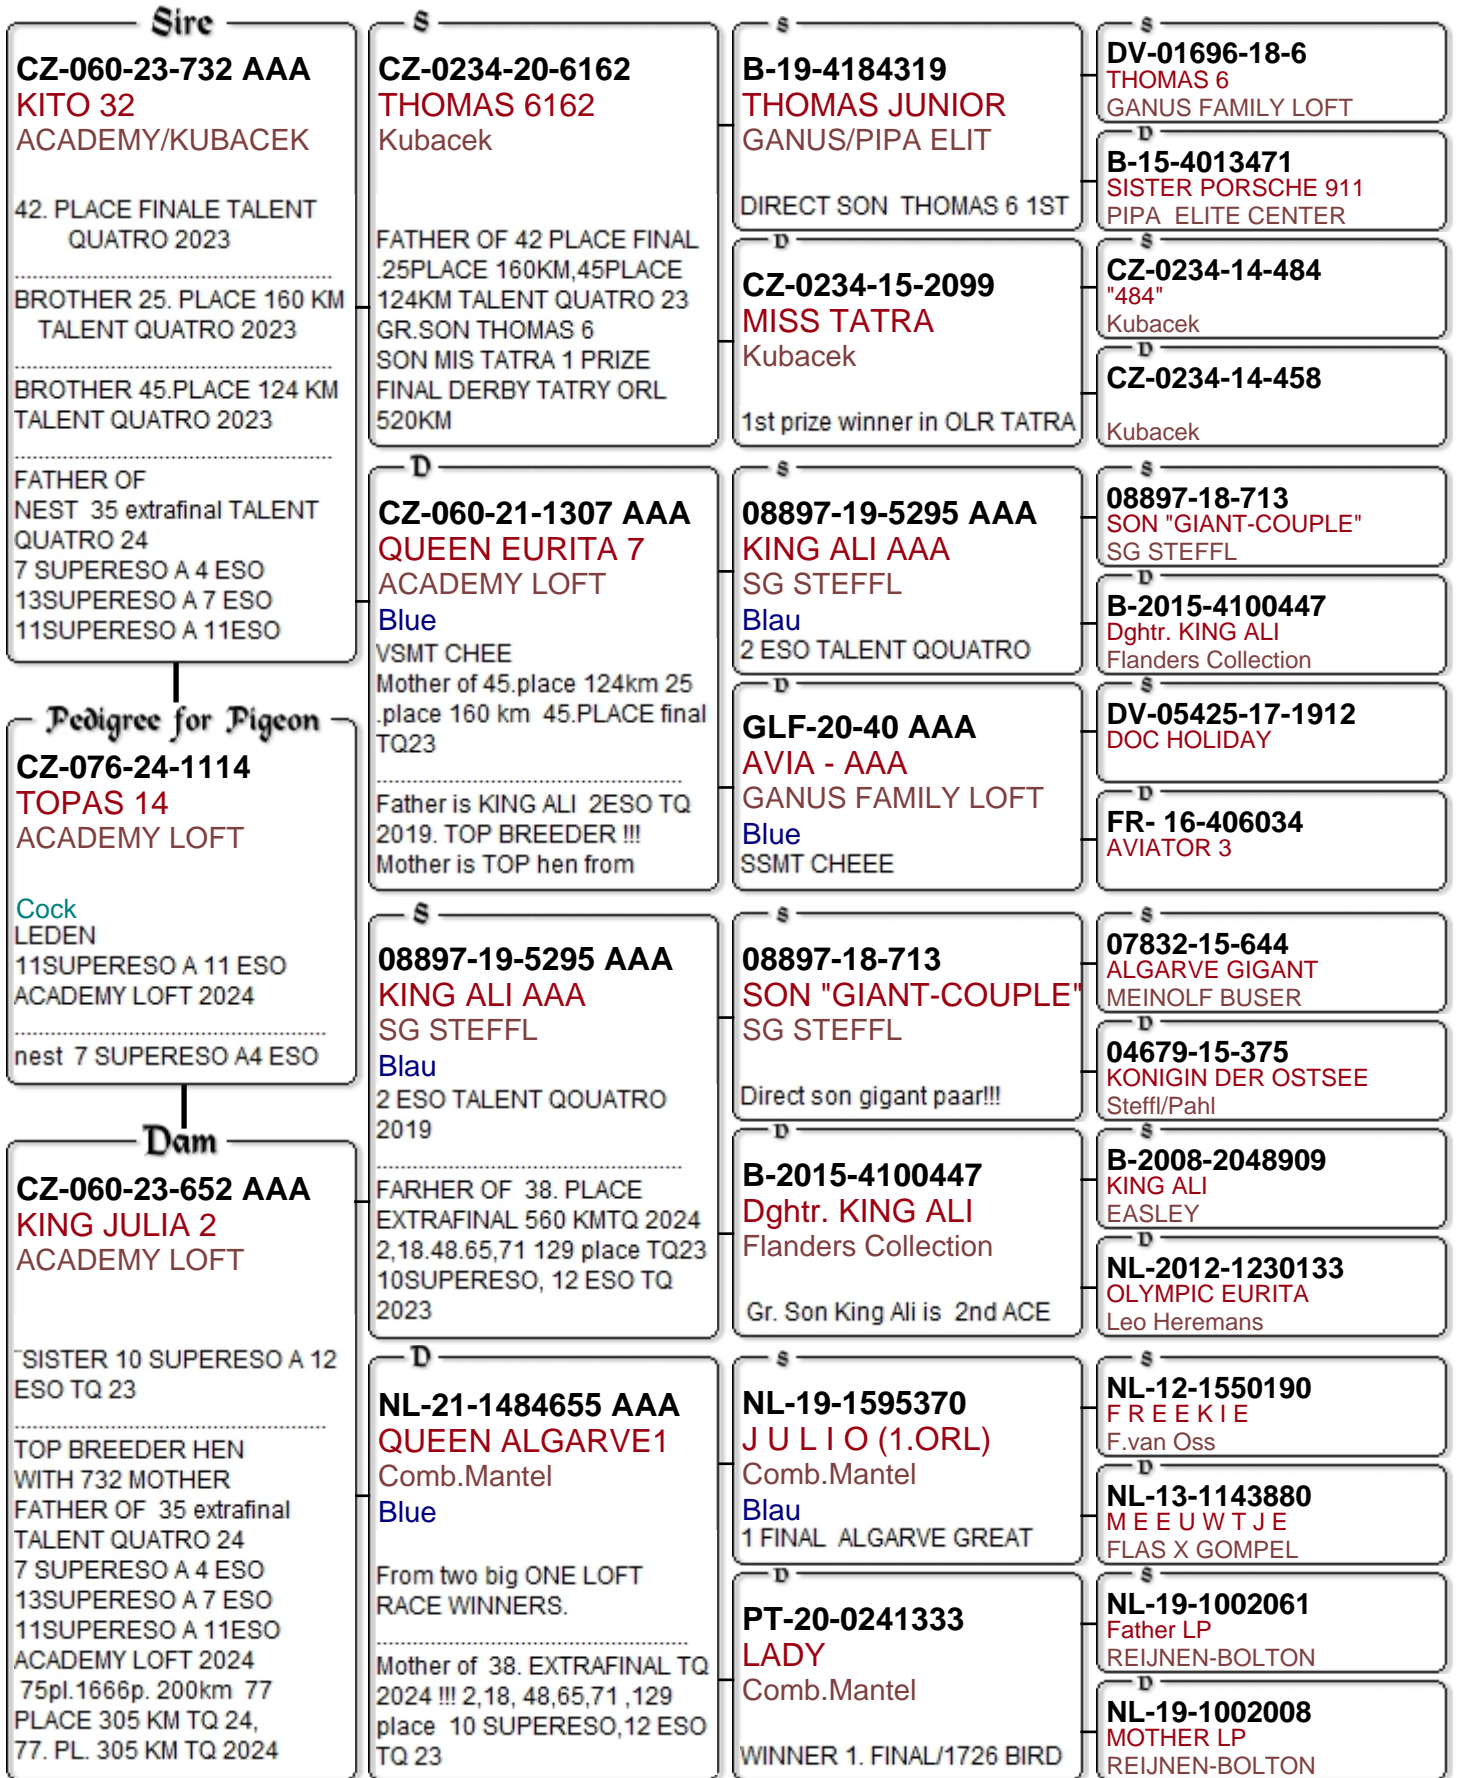 Sire
CZ-060-23-732 AAA
KITO 32
ACADEMY/KUBACEK
42. PLACE FINALE TALENT
QUATRO 2023
BROTHER 25. PLACE 160 KM
TALENT QUATRO 2023
BROTHER 45.PLACE 124 KM
TALENT QUATRO 2023
FATHER OF
NEST 35 extrafinal TALENT
QUATRO 24
7 SUPERESO A 4 ESO
13SUPERESO A 7 ESO
11SUPERESO A 11ESO
Pedigree for Pigeon
CZ-076-24-1114
TOPAS 14
ACADEMY LOFT
Cock
LEDEN
11SUPERESO A 11 ESO
ACADEMY LOFT 2024
nest 7 SUPERESO A4 ESO
Dam
CZ-060-23-652 AAA
KING JULIA 2
ACADEMY LOFT
¨SISTER 10 SUPERESO A 12
ESO TQ 23
TOP BREEDER HEN
WITH 732 MOTHER
FATHER OF 35 extrafinal
TALENT QUATRO 24
7 SUPERESO A 4 ESO
13SUPERESO A 7 ESO
11SUPERESO A 11ESO
ACADEMY LOFT 2024
75pl.1666p. 200km 77
PLACE 305 KM TQ 24,
77. PL. 305 KM TQ 2024
S
CZ-0234-20-6162
THOMAS 6162
Kubacek
FATHER OF 42 PLACE FINAL
.25PLACE 160KM,45PLACE
124KM TALENT QUATRO 23
GR.SON THOMAS 6
SON MIS TATRA 1 PRIZE
FINAL DERBY TATRY ORL
520KM
D
CZ-060-21-1307 AAA
QUEEN EURITA 7
ACADEMY LOFT
Blue
VSMT CHEE
Mother of 45.place 124km 25
.place 160 km 45.PLACE final
TQ23
Father is KING ALI 2ESO TQ
2019. TOP BREEDER !!!
Mother is TOP hen from
S
08897-19-5295 AAA
KING ALI AAA
SG STEFFL
Blau
2 ESO TALENT QOUATRO
2019
FARHER OF 38. PLACE
EXTRAFINAL 560 KMTQ 2024
2,18.48.65,71 129 place TQ23
10SUPERESO, 12 ESO TQ
2023
D
NL-21-1484655 AAA
QUEEN ALGARVE1
Comb.Mantel
Blue
From two big ONE LOFT
RACE WINNERS.
Mother of 38. EXTRAFINAL TQ
2024 !!! 2,18, 48,65,71 ,129
place 10 SUPERESO,12 ESO
TQ 23
S
B-19-4184319
THOMAS JUNIOR
GANUS/PIPA ELIT
DIRECT SON THOMAS 6 1ST
D
CZ-0234-15-2099
MISS TATRA
Kubacek
1st prize winner in OLR TATRA
S
08897-19-5295 AAA
KING ALI AAA
SG STEFFL
Blau
2 ESO TALENT QOUATRO
D
GLF-20-40 AAA
AVIA - AAA
GANUS FAMILY LOFT
Blue
SSMT CHEEE
S
08897-18-713
SON "GIANT-COUPLE"
SG STEFFL
Direct son gigant paar!!!
D
B-2015-4100447
Dghtr. KING ALI
Flanders Collection
Gr. Son King Ali is 2nd ACE
S
NL-19-1595370
J U L I O (1.ORL)
Comb.Mantel
Blau
1 FINAL ALGARVE GREAT
D
PT-20-0241333
LADY
Comb.Mantel
WINNER 1. FINAL/1726 BIRD
S
DV-01696-18-6
THOMAS 6
GANUS FAMILY LOFT
D
B-15-4013471
SISTER PORSCHE 911
PIPA ELITE CENTER
S
CZ-0234-14-484
"484"
Kubacek
D
CZ-0234-14-458
Kubacek
S
08897-18-713
SON "GIANT-COUPLE"
SG STEFFL
D
B-2015-4100447
Dghtr. KING ALI
Flanders Collection
S
DV-05425-17-1912
DOC HOLIDAY
D
FR- 16-406034
AVIATOR 3
S
07832-15-644
ALGARVE GIGANT
MEINOLF BUSER
D
04679-15-375
KONIGIN DER OSTSEE
Steffl/Pahl
S
B-2008-2048909
KING ALI
EASLEY
D
NL-2012-1230133
OLYMPIC EURITA
Leo Heremans
S
NL-12-1550190
F R E E K I E
F.van Oss
D
NL-13-1143880
M E E U W T J E
FLAS X GOMPEL
S
NL-19-1002061
Father LP
REIJNEN-BOLTON
D
NL-19-1002008
MOTHER LP
REIJNEN-BOLTON